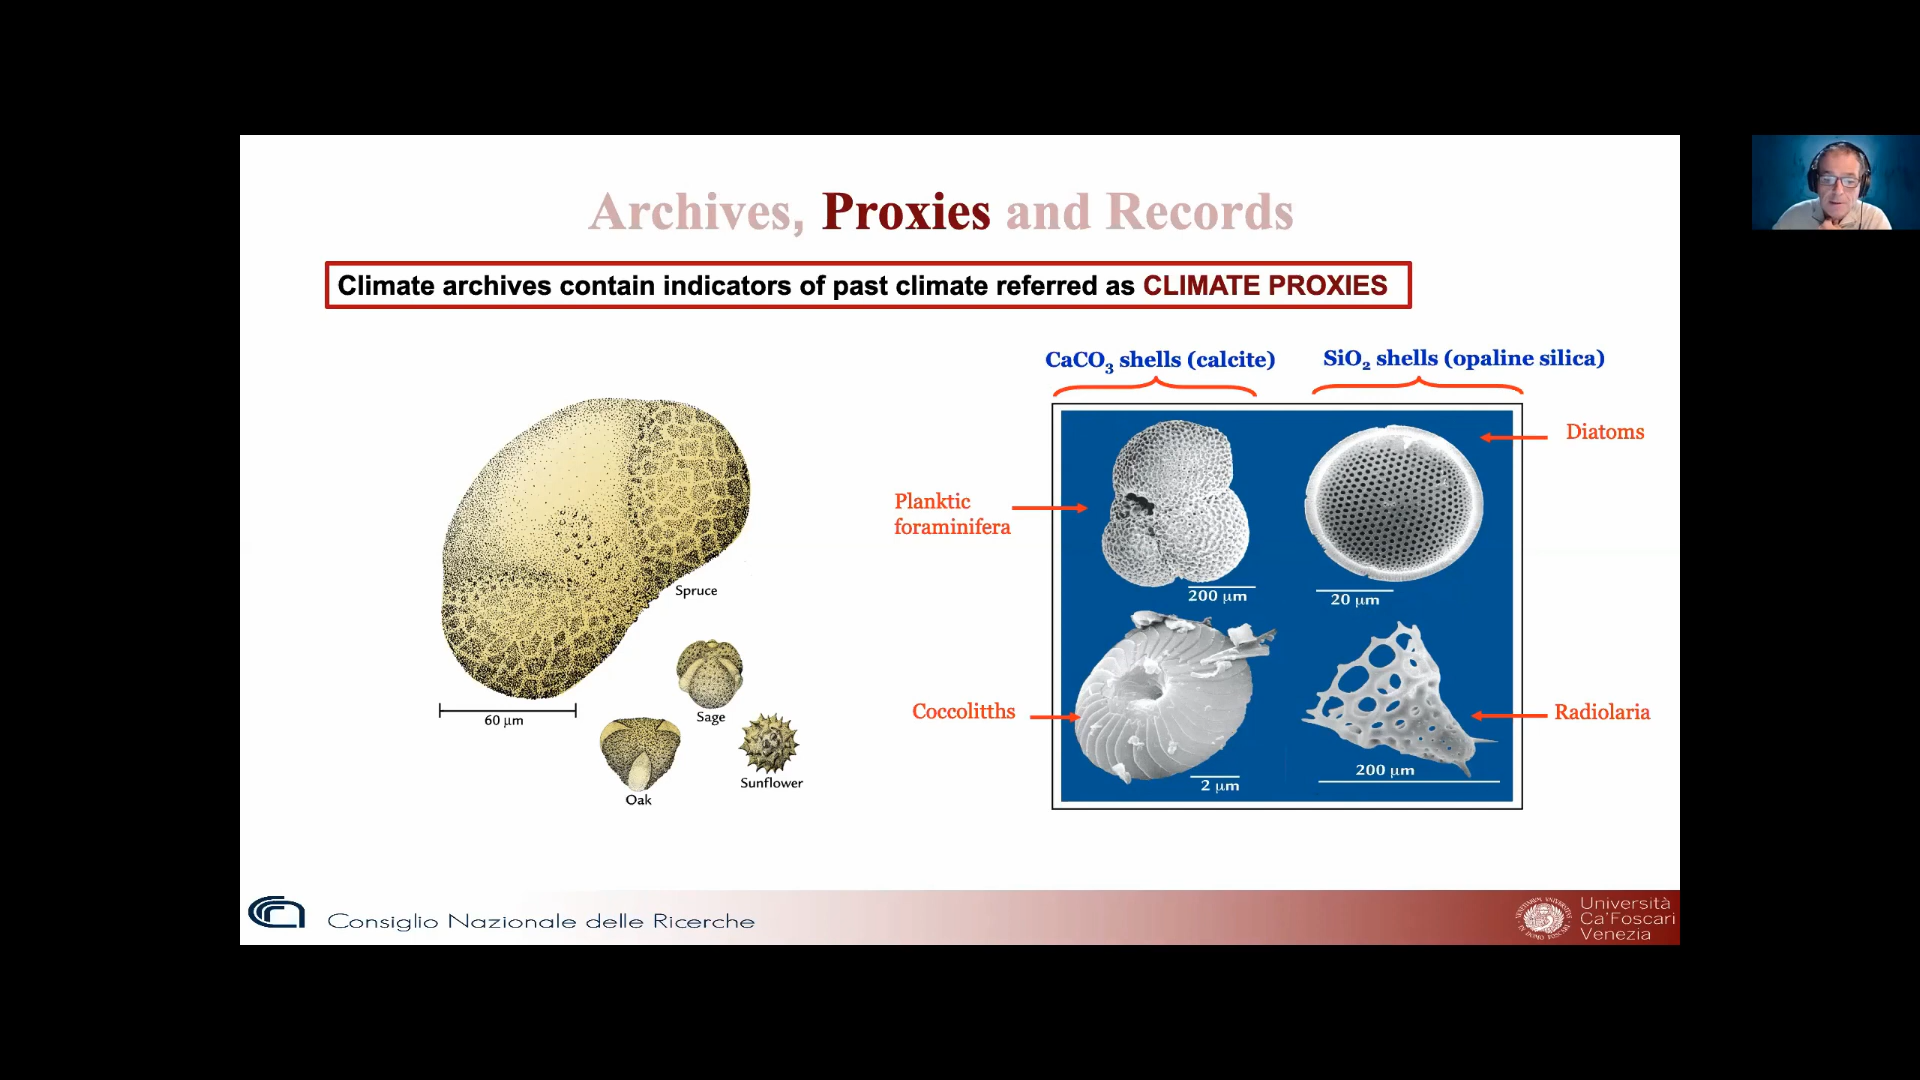 Archives, Proxies and Records
Climate archives contain indicators of past climate referred as CLIMATE PROXIES
CaCO₃ shells (calcite)
SiO₂ shells (opaline silica)
Diatoms
Planktic
foraminifera
200 µm
20 µm
Spruce
60 µm
Sage
Oak
Sunflower
Coccolitths
Radiolaria
2 µm
200 µm
Consiglio Nazionale delle Ricerche
Università
Ca'Foscari
Venezia